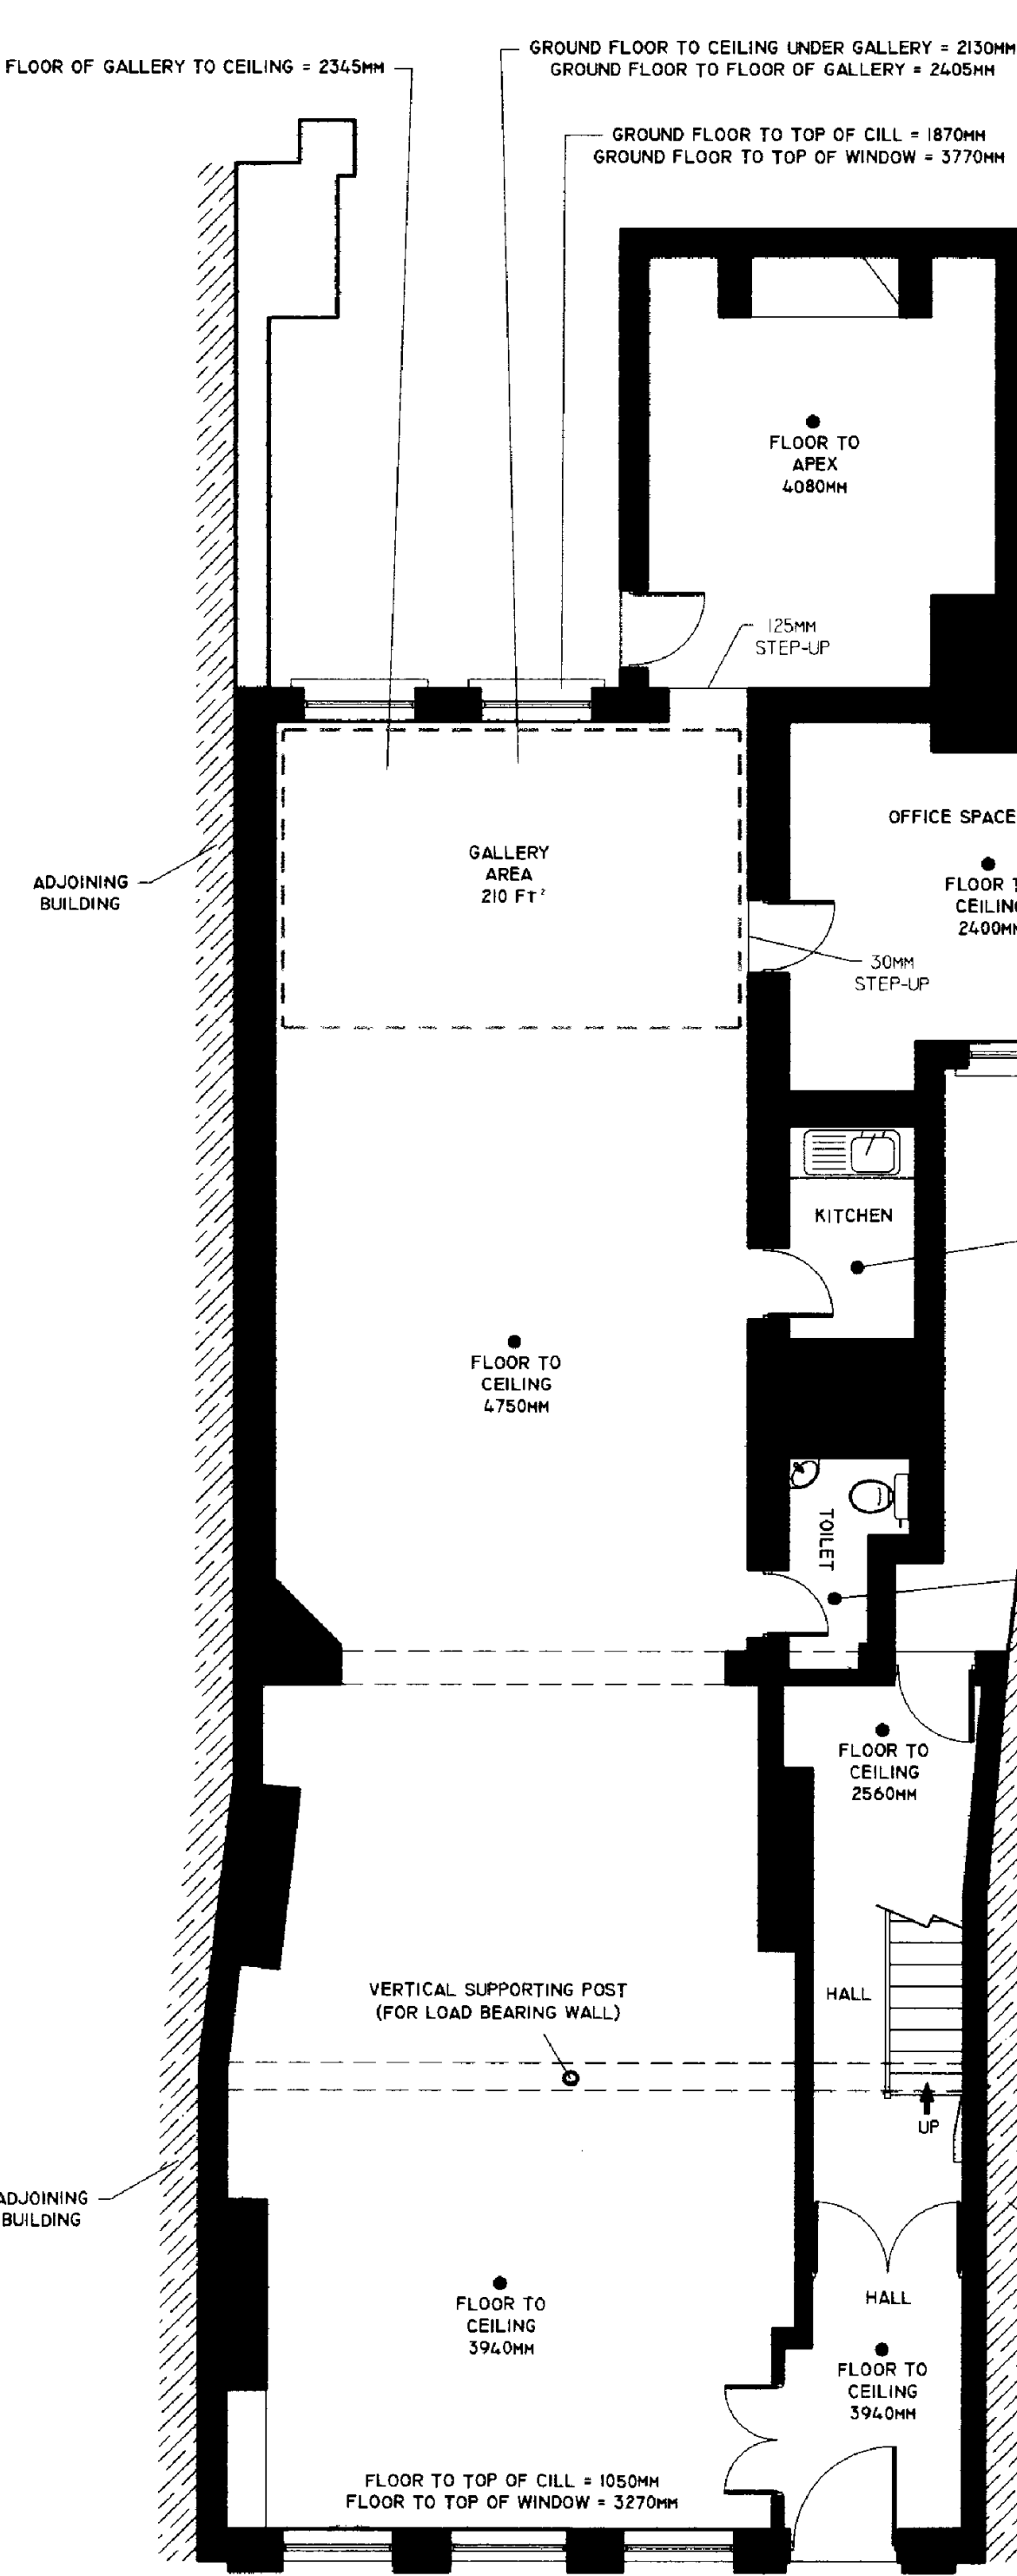 FLOOR OF GALLERY TO CEILING = 2345MM
GROUND FLOOR TO CEILING UNDER GALLERY = 2130MM
GROUND FLOOR TO FLOOR OF GALLERY = 2405MM
GROUND FLOOR TO TOP OF CILL = 1870MM
GROUND FLOOR TO TOP OF WINDOW = 3770MM
FLOOR TO
APEX
4080MM
125MM
STEP-UP
OFFICE SPACE
FLOOR
CEILING
2400MM
GALLERY
AREA
210 FT²
ADJOINING
BUILDING
30MM
STEP-UP
KITCHEN
FLOOR TO
CEILING
4750MM
TOILET
FLOOR TO
CEILING
2560MM
VERTICAL SUPPORTING POST
(FOR LOAD BEARING WALL)
HALL
UP
ADJOINING
BUILDING
HALL
FLOOR TO
CEILING
3940MM
FLOOR TO
CEILING
3940MM
FLOOR TO TOP OF CILL = 1050MM
FLOOR TO TOP OF WINDOW = 3270MM